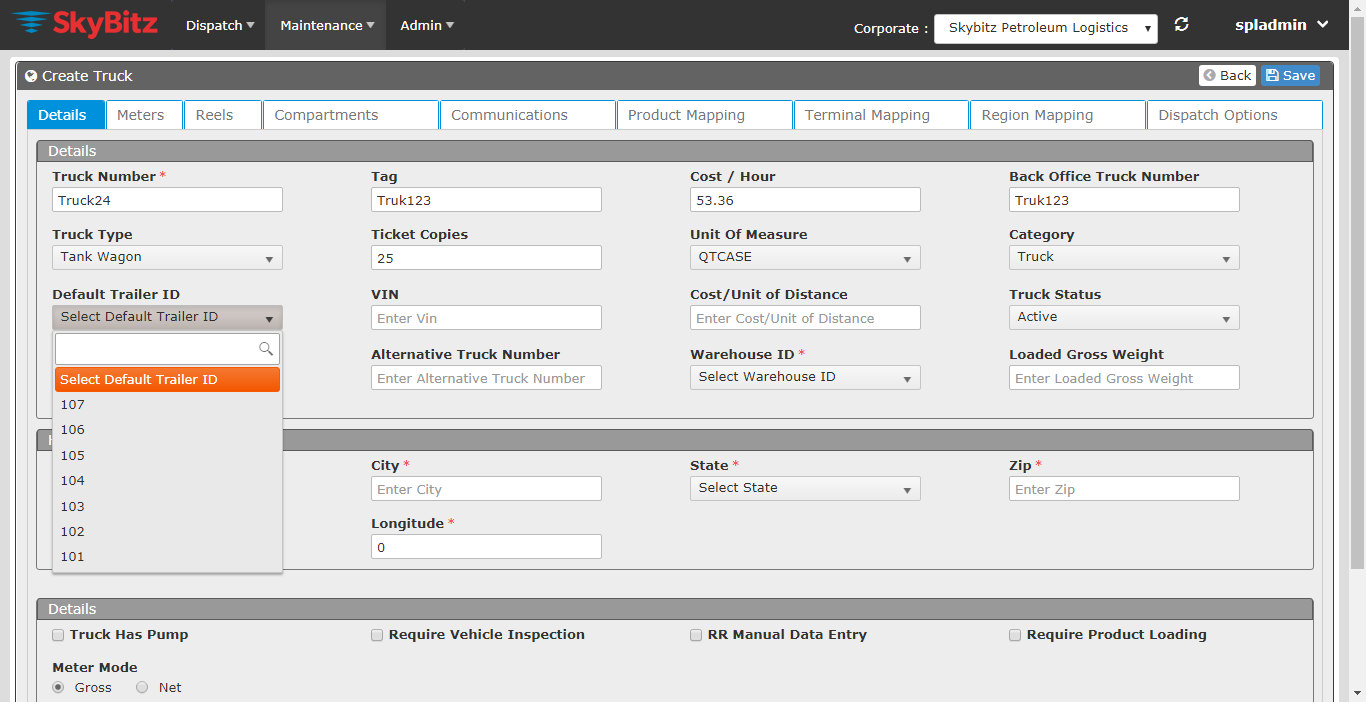 SkyBitz Dispatch Maintenance Admin Corporate : Skybitz Petroleum Logistics spladmin
Create Truck Back Save
Details Meters Reels Compartments Communications Product Mapping Terminal Mapping Region Mapping Dispatch Options
Details
Truck Number * Tag Cost / Hour Back Office Truck Number
Truck24 Truk123 53.36 Truk123
Truck Type Ticket Copies Unit Of Measure Category
Tank Wagon 25 QTCASE Truck
Default Trailer ID VIN Cost/Unit of Distance Truck Status
Select Default Trailer ID Enter Vin Enter Cost/Unit of Distance Active
Alternative Truck Number Warehouse ID * Loaded Gross Weight
Select Default Trailer ID Enter Alternative Truck Number Select Warehouse ID Enter Loaded Gross Weight
107
106
105
104
103
102
101
City * State * Zip *
Enter City Select State Enter Zip
Longitude *
0
Details
Truck Has Pump Require Vehicle Inspection RR Manual Data Entry Require Product Loading
Meter Mode
Gross Net